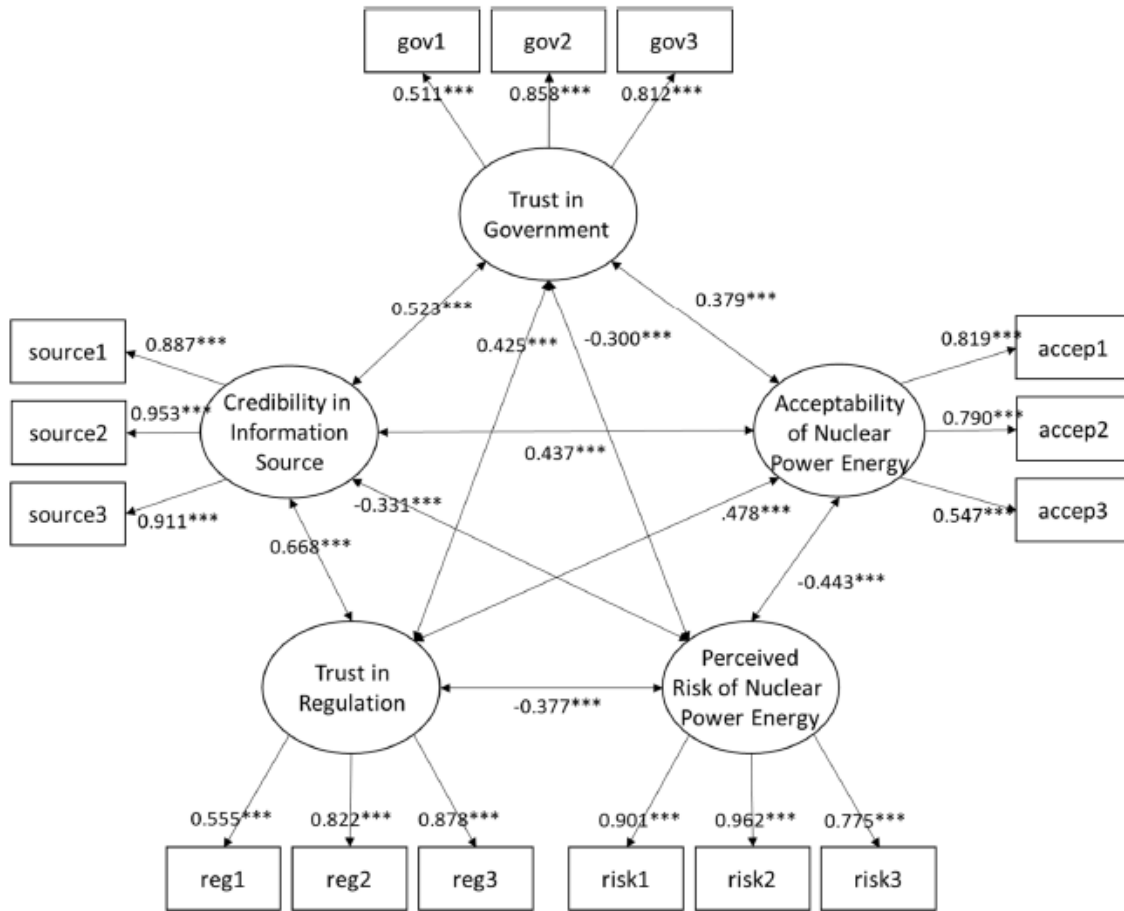 gov1 gov2 gov3
0.511*** 0.858*** 0.812***
Trust in
Government
0.523*** 0.379***
0.425*** -0.300***
source1 0.887*** 0.819*** accep1
source2 0.953*** 0.790*** accep2
source3 0.911*** 0.547*** accep3
Credibility in
Information
Source
Acceptability
of Nuclear
Power Energy
0.437***
-0.331*** .478***
0.668*** -0.443***
Trust in
Regulation
-0.377***
Perceived
Risk of Nuclear
Power Energy
0.555*** 0.822*** 0.878*** 0.901*** 0.962*** 0.775***
reg1 reg2 reg3 risk1 risk2 risk3